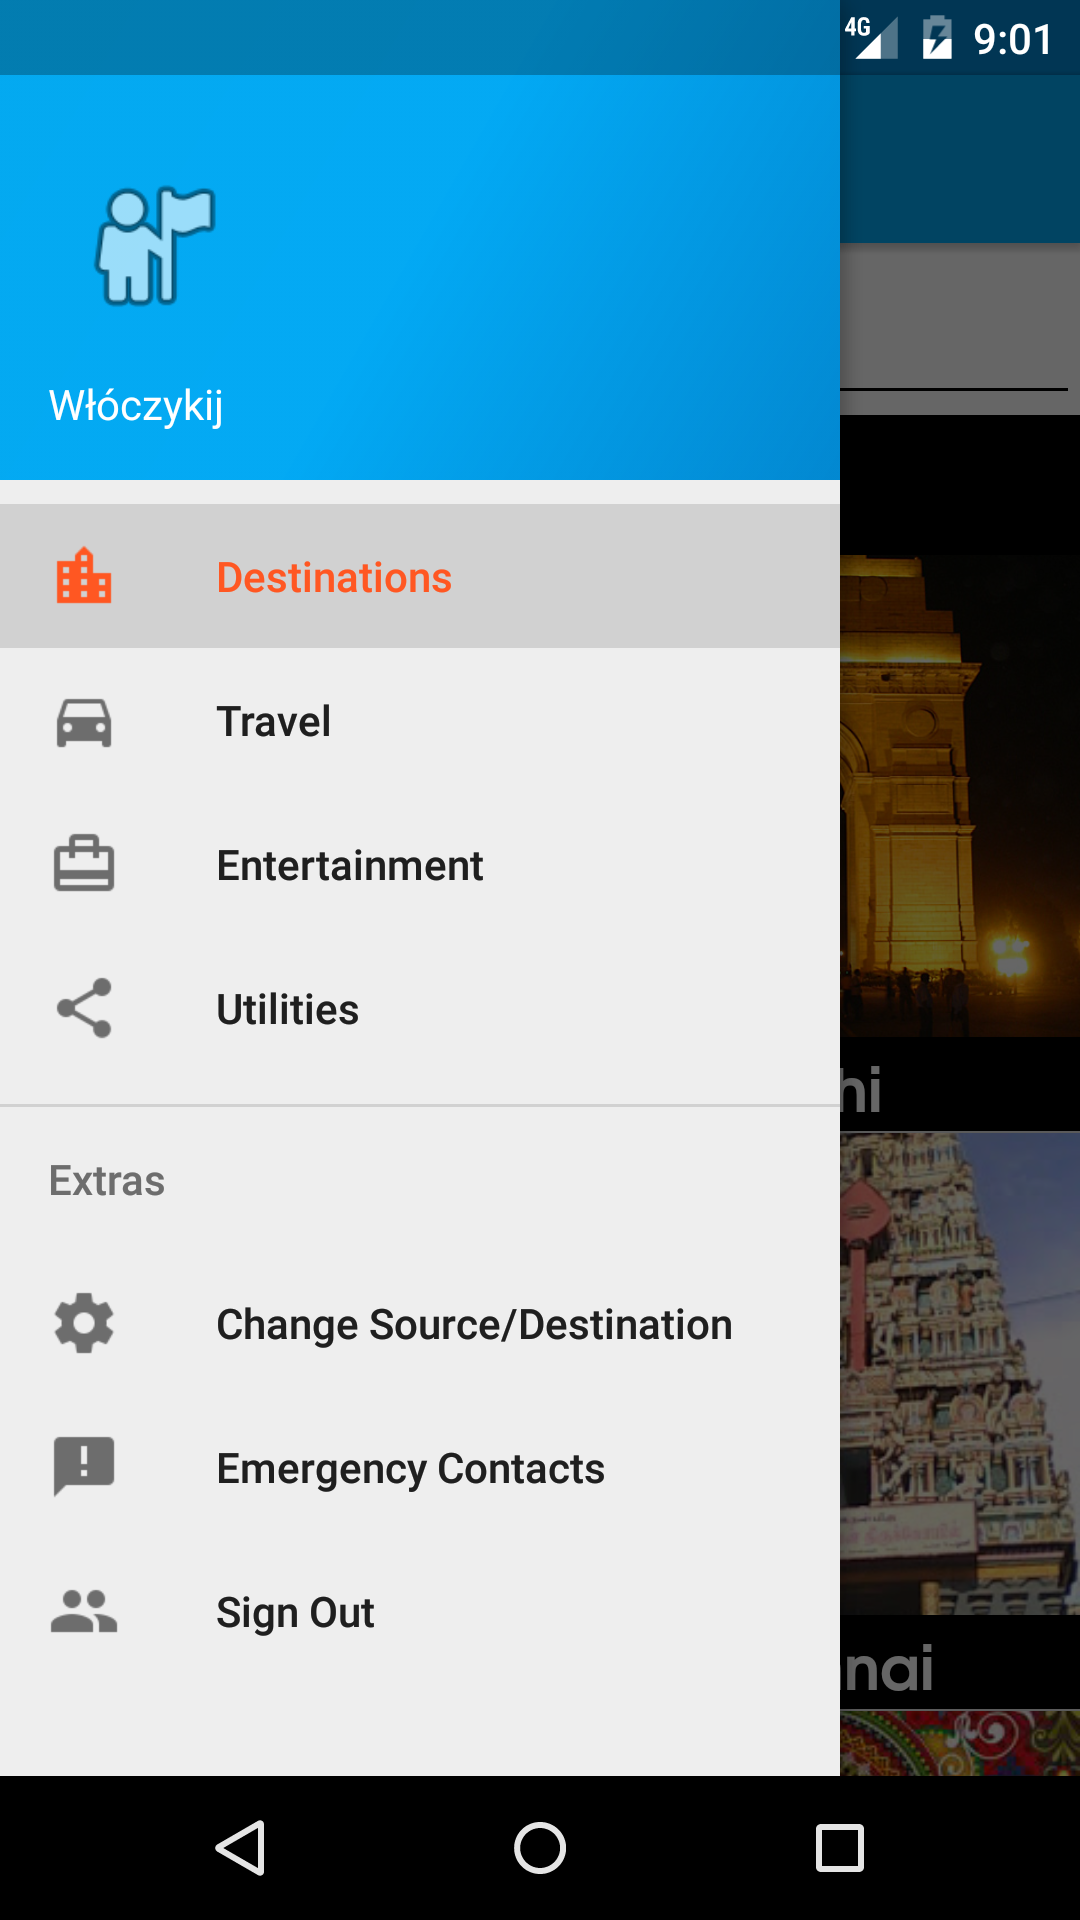 4G 9:01
Włóczykij
Destinations
Travel
Entertainment
Utilities
hi
Extras
Change Source/Destination
Emergency Contacts
Sign Out
nai